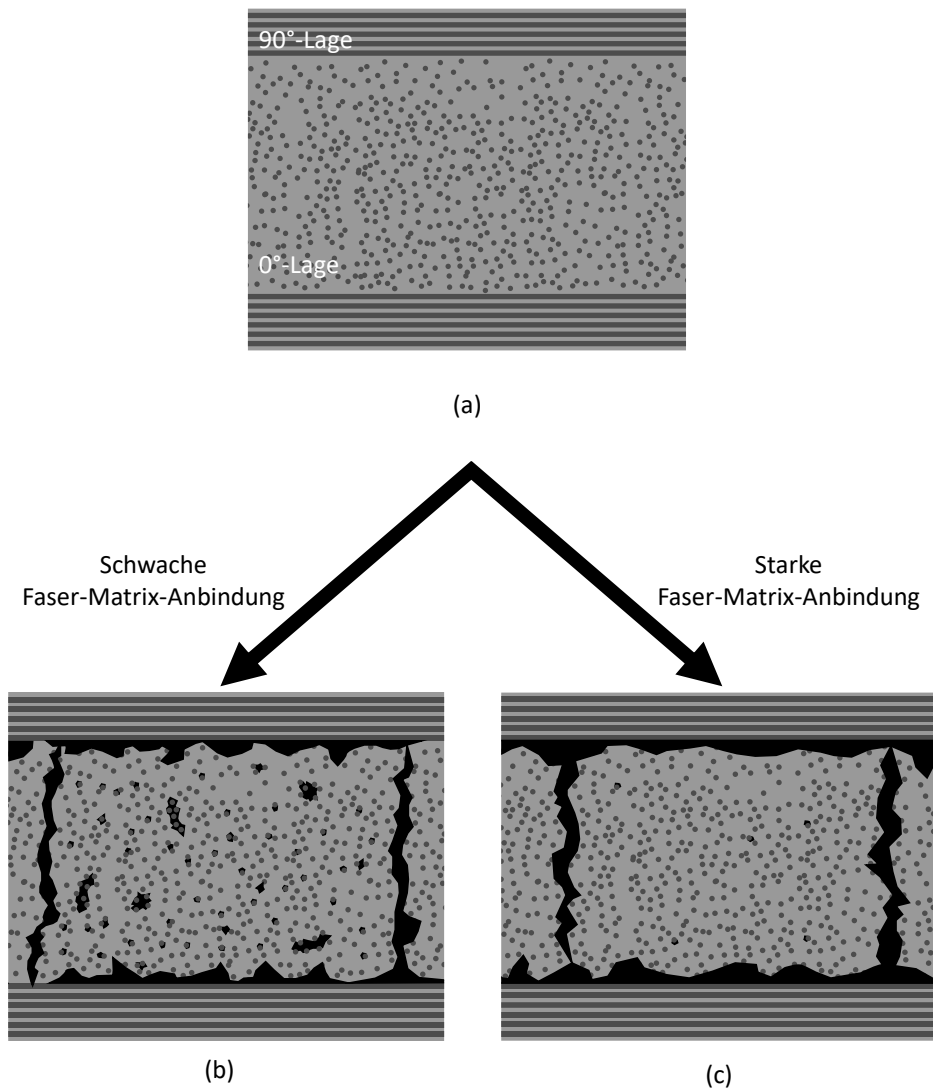 90°-Lage
0°-Lage
(a)
Schwache
Faser-Matrix-Anbindung
Starke
Faser-Matrix-Anbindung
(b)
(c)